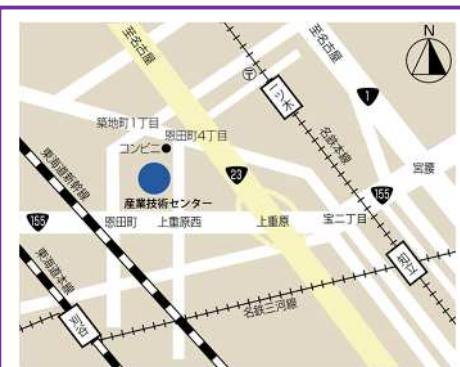 至名古屋
至名古屋
N
一ツ木
1
築地町1丁目
恩田町4丁目
コンビニ
名鉄本線
東海道新幹線
23
155
宮腰
産業技術センター
155
恩田町
上重原西
上重原
宝二丁目
東海道本線
知立
名鉄三河線
刈谷